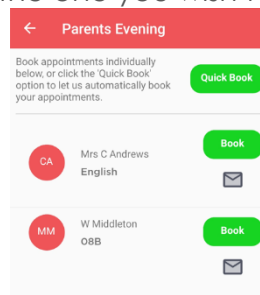 Parents Evening
Book appointments individually
below, or click the 'Quick Book'
option to let us automatically book
your appointments.
Quick Book
CA
Mrs C Andrews
English
Book
MM
W Middleton
08B
Book